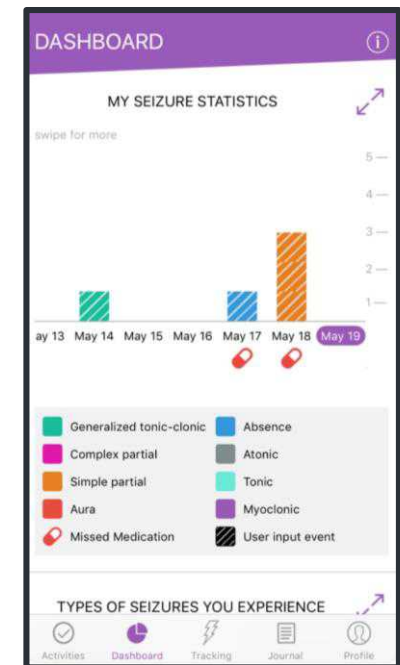 DASHBOARD
MY SEIZURE STATISTICS
swipe for more
5
4
3
2
1
ay 13 May 14 May 15 May 16 May 17 May 18 May 19
Generalized tonic-clonic Absence
Complex partial Atonic
Simple partial Tonic
Aura Myoclonic
Missed Medication User input event
TYPES OF SEIZURES YOU EXPERIENCE
Activities Dashboard Tracking Journal Profile